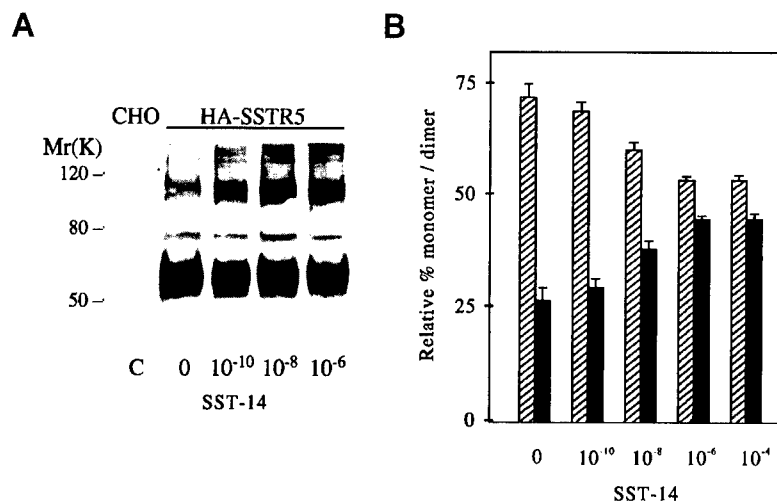 A
CHO HA-SSTR5
Mr(K)
120
80
50
C 0 10⁻¹⁰ 10⁻⁸ 10⁻⁶
SST-14
B
Relative % monomer / dimer
75
50
25
0
0 10⁻¹⁰ 10⁻⁸ 10⁻⁶ 10⁻⁴
SST-14